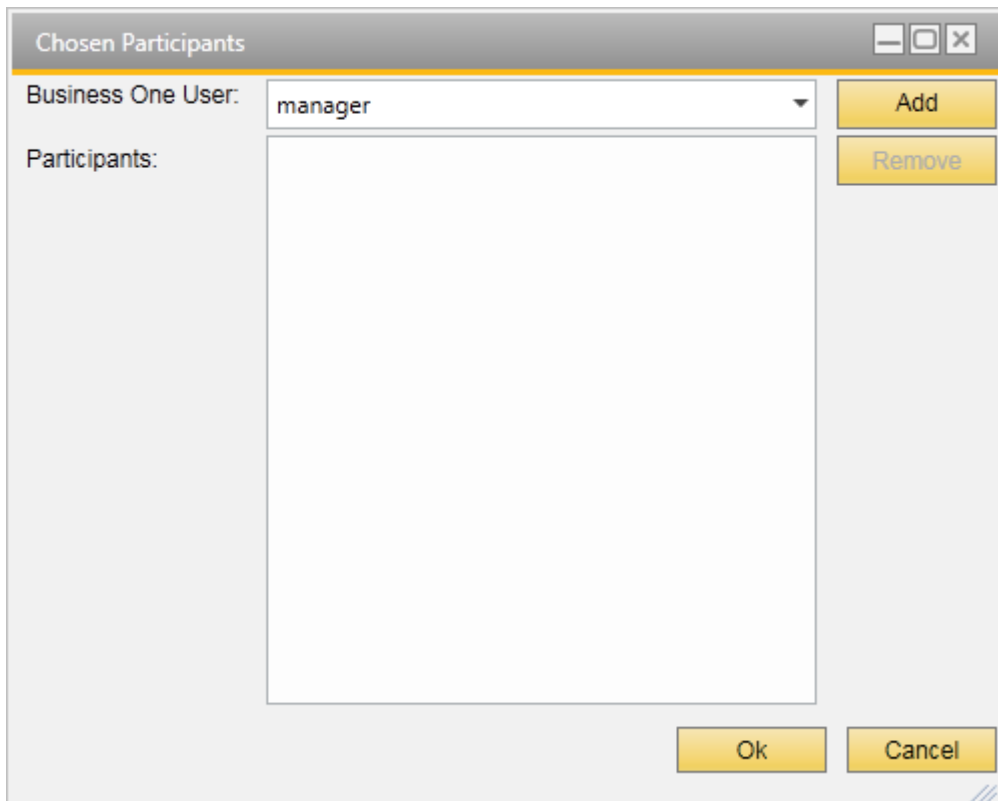 Chosen Participants
Business One User: manager Add
Participants: Remove
Ok Cancel